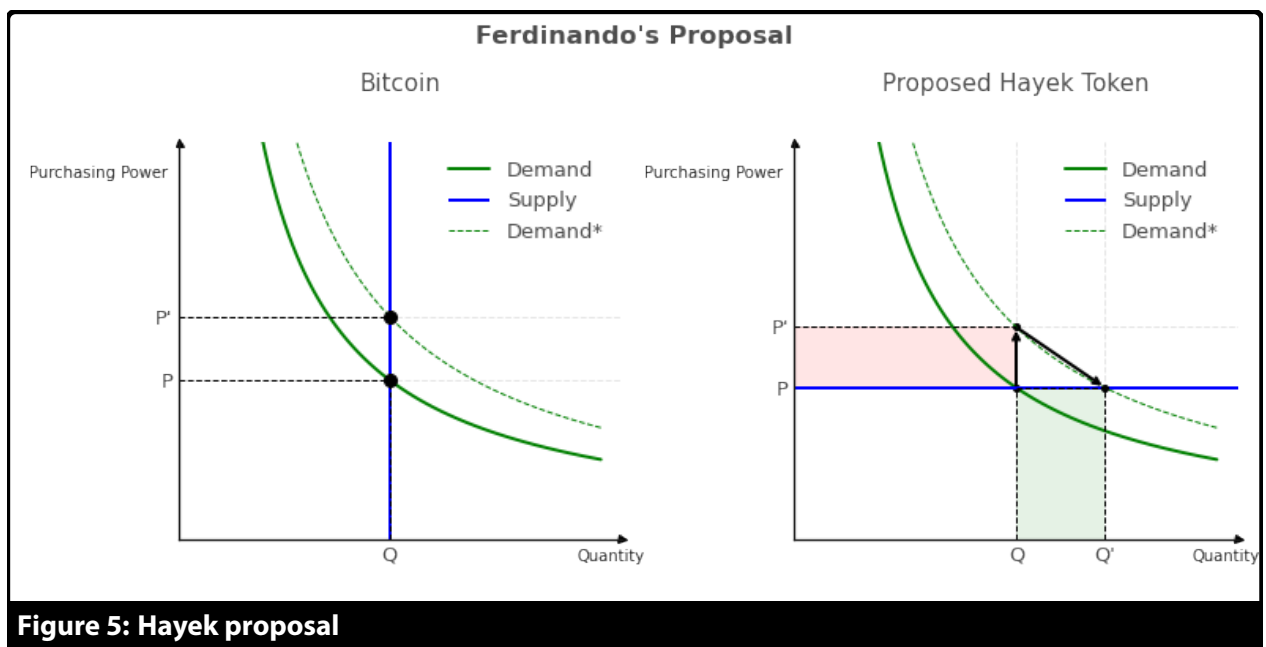 Ferdinando's Proposal
Bitcoin
Purchasing Power
Demand
Supply
Demand*
P'
P
Q
Quantity
Proposed Hayek Token
Purchasing Power
Demand
Supply
Demand*
P'
P
Q
Q'
Quantity
Figure 5: Hayek proposal